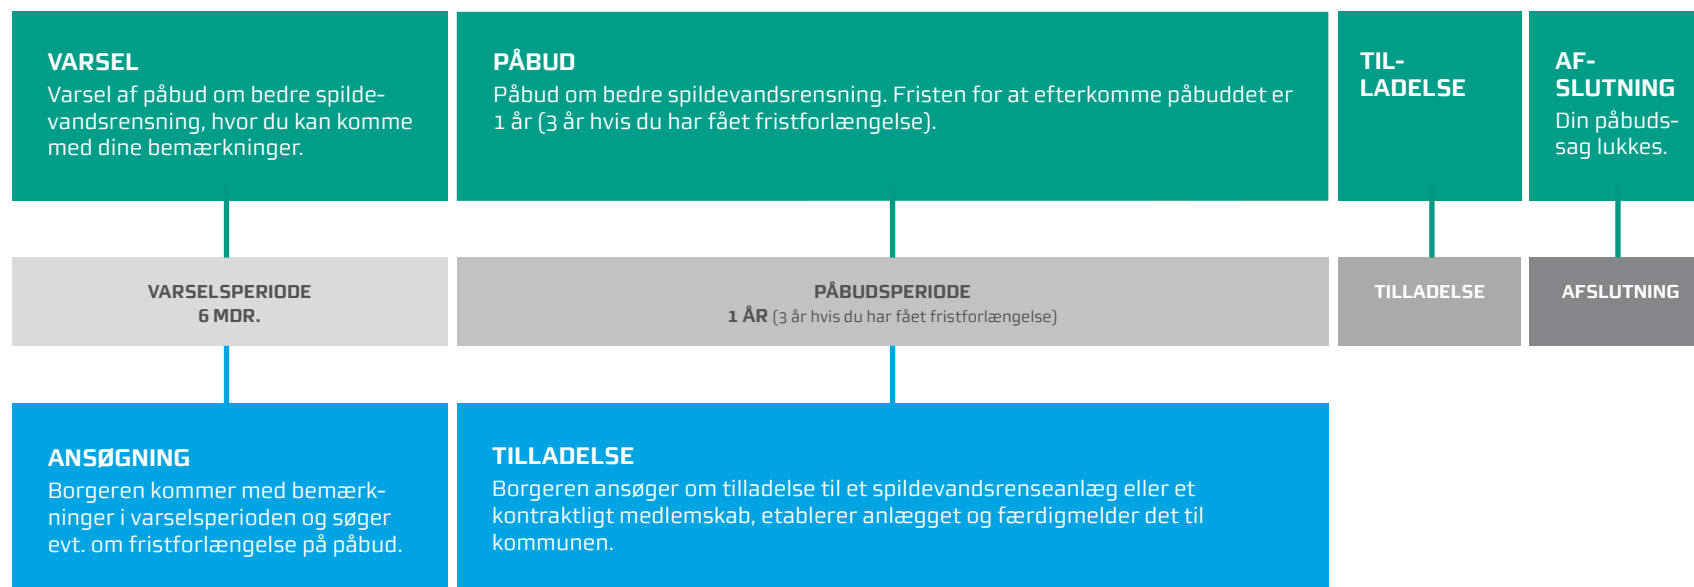 VARSEL
Varsel af påbud om bedre spilde-
vandsrensning, hvor du kan komme
med dine bemærkninger.
PÅBUD
Påbud om bedre spildevandsrensning. Fristen for at efterkomme påbuddet er
1 år (3 år hvis du har fået fristforlængelse).
TIL-
LADELSE
AF-
SLUTNING
Din påbuds-
sag lukkes.
VARSELSPERIODE
6 MDR.
PÅBUDSPERIODE
1 ÅR (3 år hvis du har fået fristforlængelse)
TILLADELSE
AFSLUTNING
ANSØGNING
Borgeren kommer med bemærk-
ninger i varselsperioden og søger
evt. om fristforlængelse på påbud.
TILLADELSE
Borgeren ansøger om tilladelse til et spildevandsrenseanlæg eller et
kontraktligt medlemskab, etablerer anlægget og færdigmelder det til
kommunen.